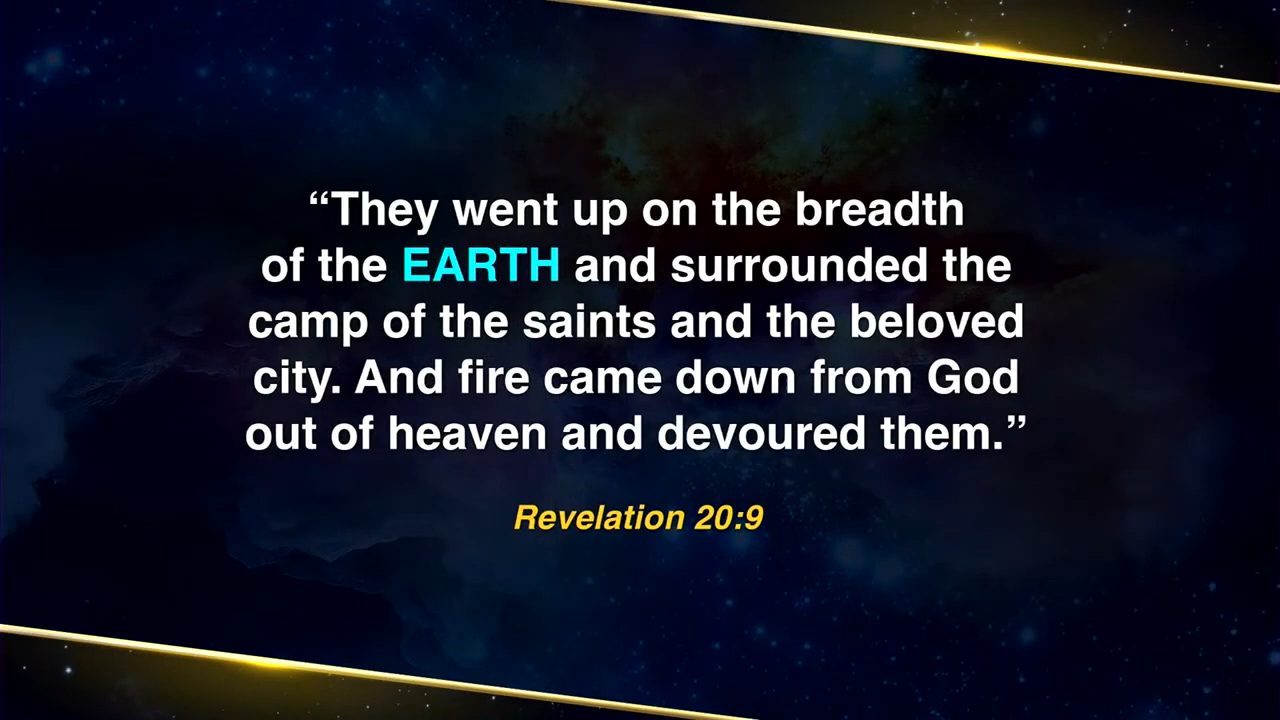 “They went up on the breadth
of the EARTH and surrounded the
camp of the saints and the beloved
city. And fire came down from God
out of heaven and devoured them.”
Revelation 20:9